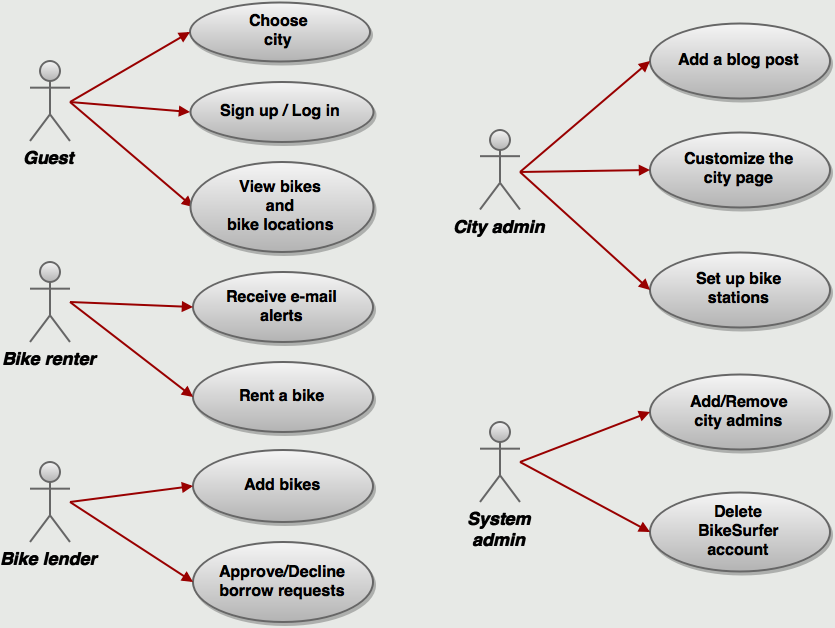 Choose
city
Guest
Sign up / Log in
View bikes
and
bike locations
Bike renter
Receive e-mail
alerts
Rent a bike
Bike lender
Add bikes
Approve/Decline
borrow requests
City admin
Add a blog post
Customize the
city page
Set up bike
stations
System
admin
Add/Remove
city admins
Delete
BikeSurfer
account